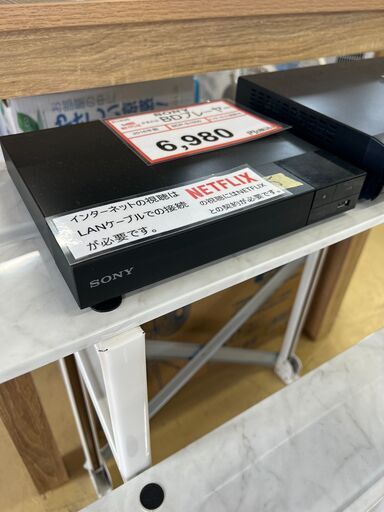 SONY
BDプレーヤー
6,980
インターネットの視聴は
LANケーブルでの接続
が必要です。
NETFLIX
の視聴にはNETFLIX
との契約が必要です。
SONY